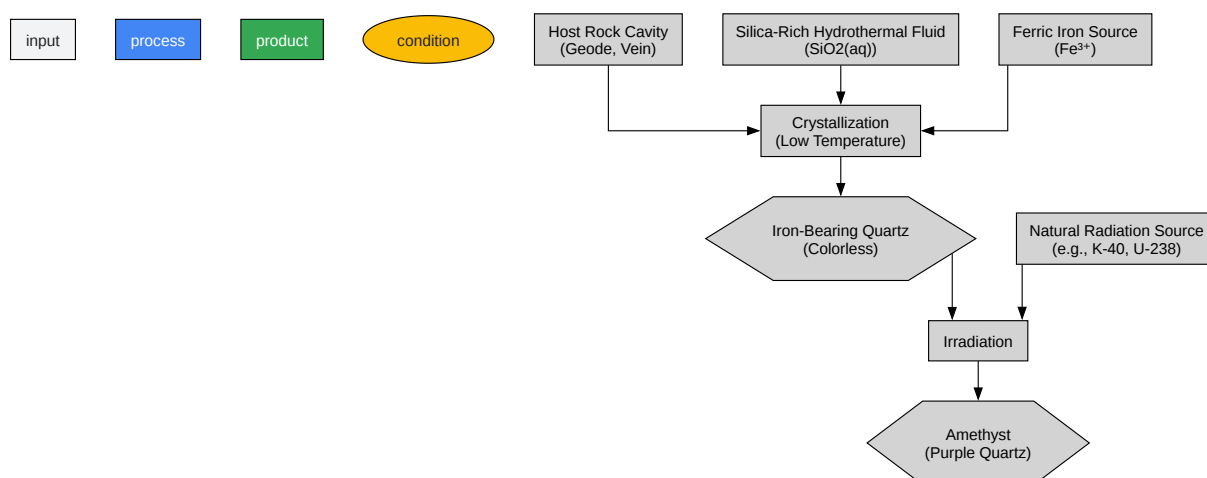 input
process
product
condition
Host Rock Cavity
(Geode, Vein)
Silica-Rich Hydrothermal Fluid
(SiO2(aq))
Ferric Iron Source
(Fe³⁺)
Crystallization
(Low Temperature)
Iron-Bearing Quartz
(Colorless)
Natural Radiation Source
(e.g., K-40, U-238)
Irradiation
Amethyst
(Purple Quartz)